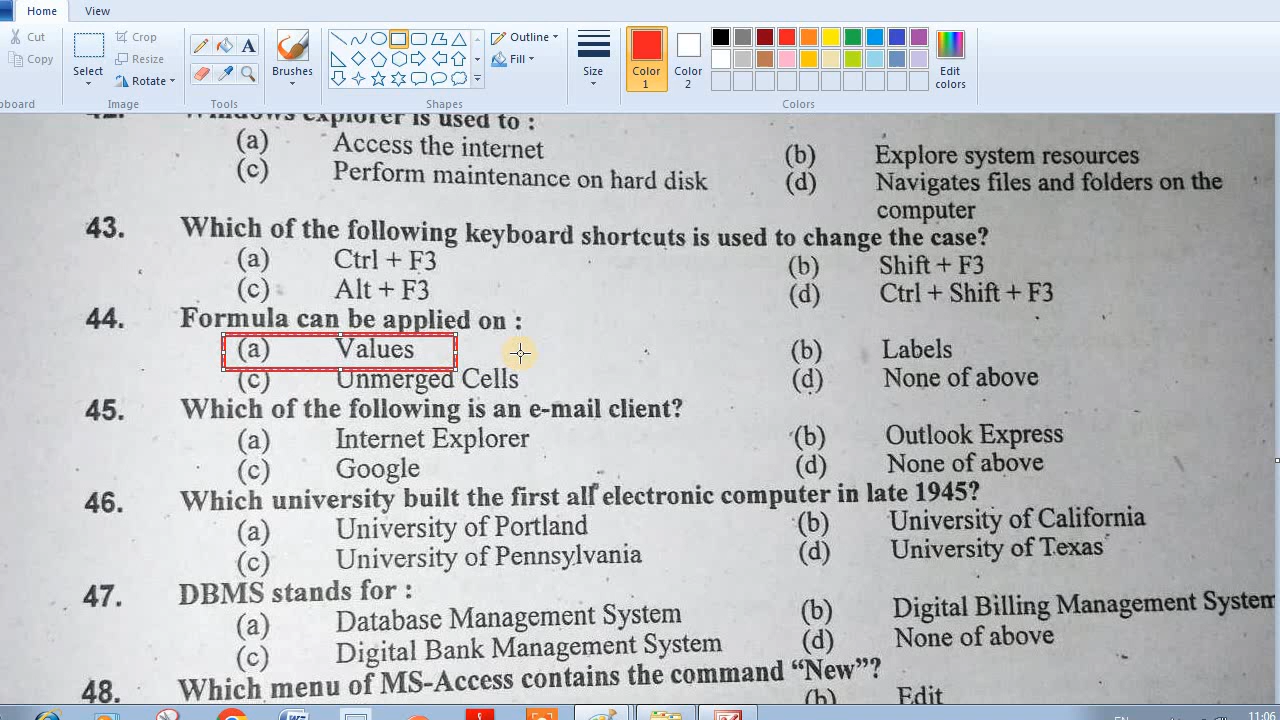 Home View
Cut Copy
Select
Crop
Resize
Rotate
Image
Tools
Brushes
Shapes
Outline
Fill
Size
Color 1
Color 2
Edit colors
Colors
explorer is used to :
(a) Access the internet (b) Explore system resources
(c) Perform maintenance on hard disk (d) Navigates files and folders on the
computer
43. Which of the following keyboard shortcuts is used to change the case?
(a) Ctrl + F3 (b) Shift + F3
(c) Alt + F3 (d) Ctrl + Shift + F3
44. Formula can be applied on :
(a) Values (b) Labels
(c) Unmerged Cells (d) None of above
45. Which of the following is an e-mail client?
(a) Internet Explorer (b) Outlook Express
(c) Google (d) None of above
46. Which university built the first all electronic computer in late 1945?
(a) University of Portland (b) University of California
(c) University of Pennsylvania (d) University of Texas
47. DBMS stands for :
(a) Database Management System (b) Digital Billing Management System
(c) Digital Bank Management System (d) None of above
48. Which menu of MS-Access contains the command “New”?
(b) Edit
11:06